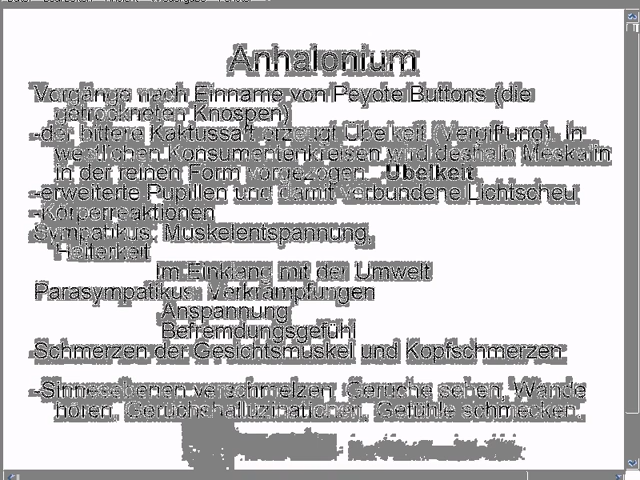 Anhalonium
Vorgänge nach Einname von Peyote Buttons (die
getrockneten Knospen)
-der bittere Kaktussaft erzeugt Übelkeit (Vergiftung). In
westlichen Konsumentenkreisen wird deshalb Meskalin
in der reinen Form vorgezogen. Übelkeit
-erweiterte Pupillen und damit verbundene Lichtscheu
-Körperreaktionen
Sympatikus: Muskelentspannung,
Heiterkeit
Im Einklang mit der Umwelt
Parasympatikus: Verkrampfungen
Anspannung
Befremdungsgefühl
Schmerzen der Gesichtsmuskel und Kopfschmerzen
-Sinnesebenen verschmelzen. Gerüche sehen, Wände
hören, Geruchshalluzinationen, Gefühle schmecken.